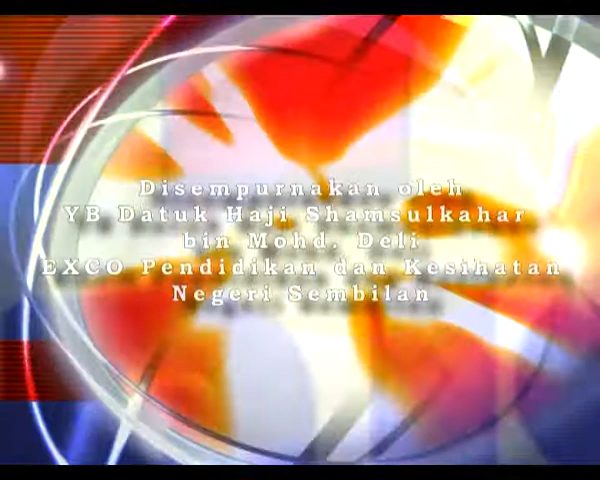 Disempurnakan oleh
YB Datuk Haji Shamsulkahar
bin Mohd. Deli
EXCO Pendidikan dan Kesihatan
Negeri Sembilan